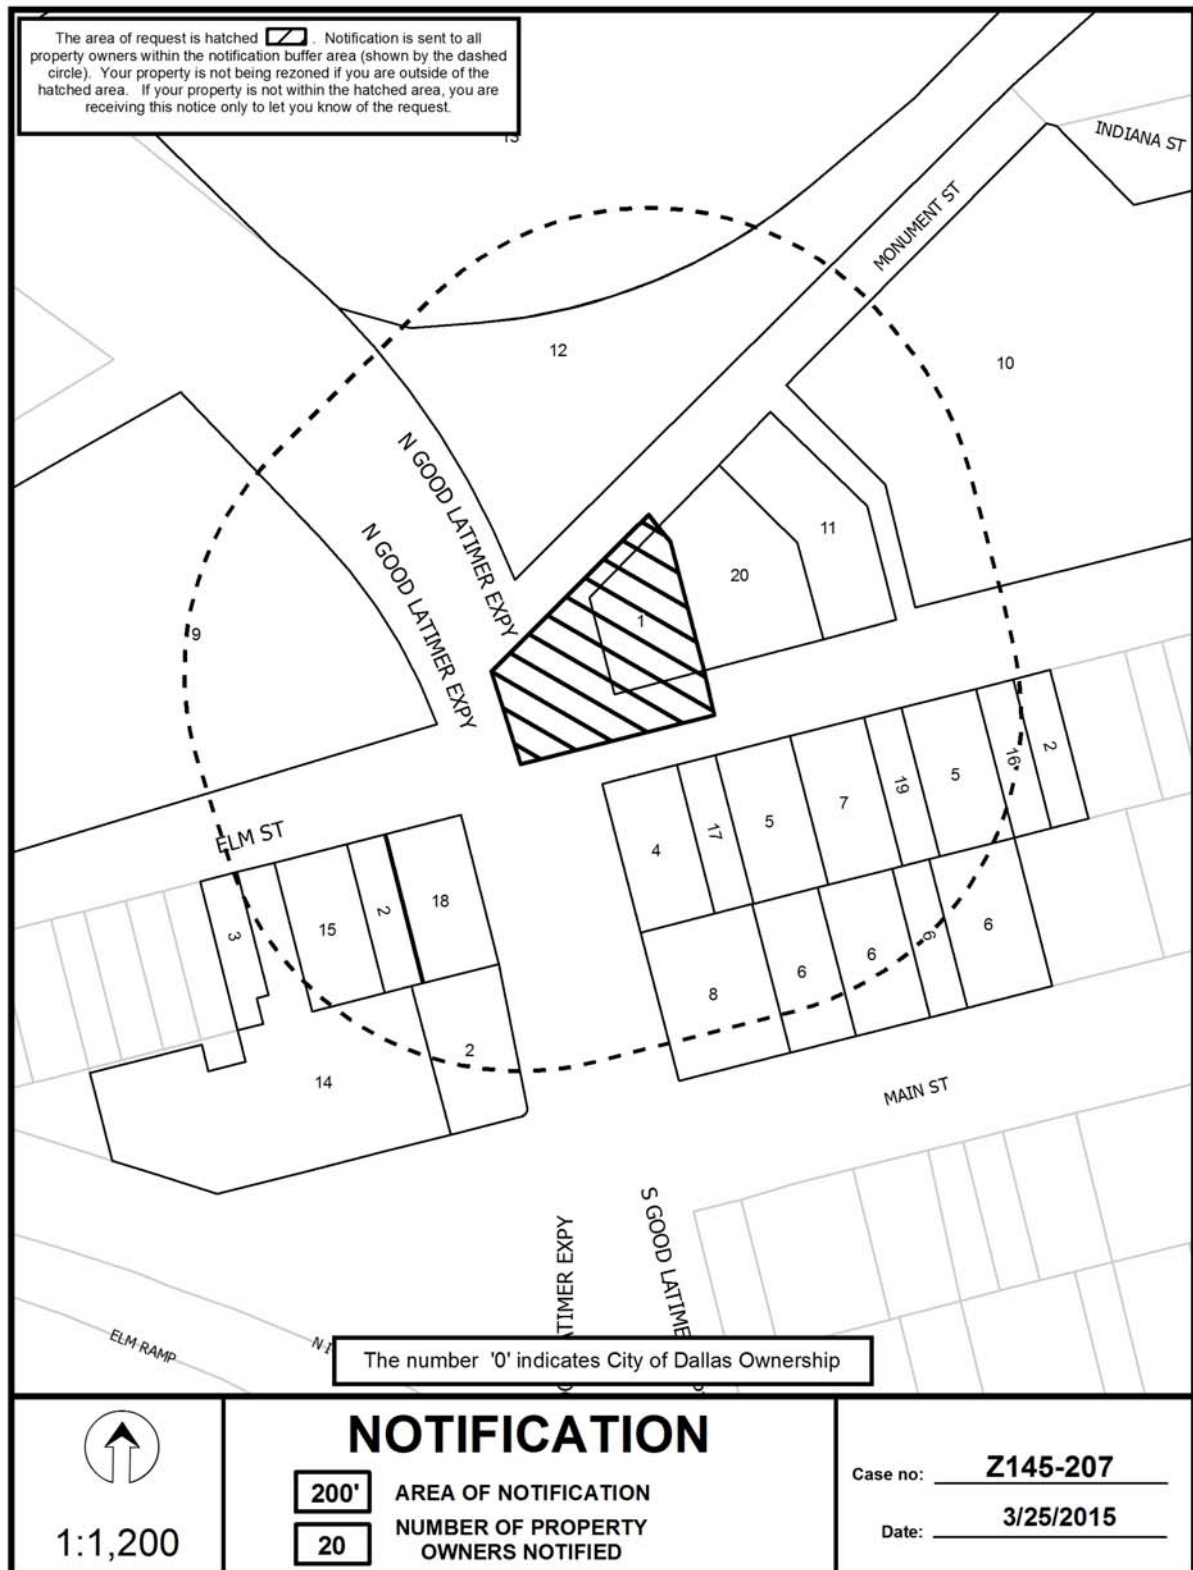 The area of request is hatched . Notification is sent to all
property owners within the notification buffer area (shown by the dashed
circle). Your property is not being rezoned if you are outside of the
hatched area. If your property is not within the hatched area, you are
receiving this notice only to let you know of the request.
13
INDIANA ST
MONUMENT ST
12
10
N GOOD LATIMER EXPY
N GOOD LATIMER EXPY
11
20
1
9
ELM ST
16
2
19
5
7
5
17
4
18
2
15
3
6
6
6
6
8
2
14
MAIN ST
S GOOD LATIME
ATIMER EXPY
ELM RAMP
N I
The number '0' indicates City of Dallas Ownership
NOTIFICATION
200' AREA OF NOTIFICATION
20 NUMBER OF PROPERTY
OWNERS NOTIFIED
1:1,200
Case no: Z145-207
Date: 3/25/2015